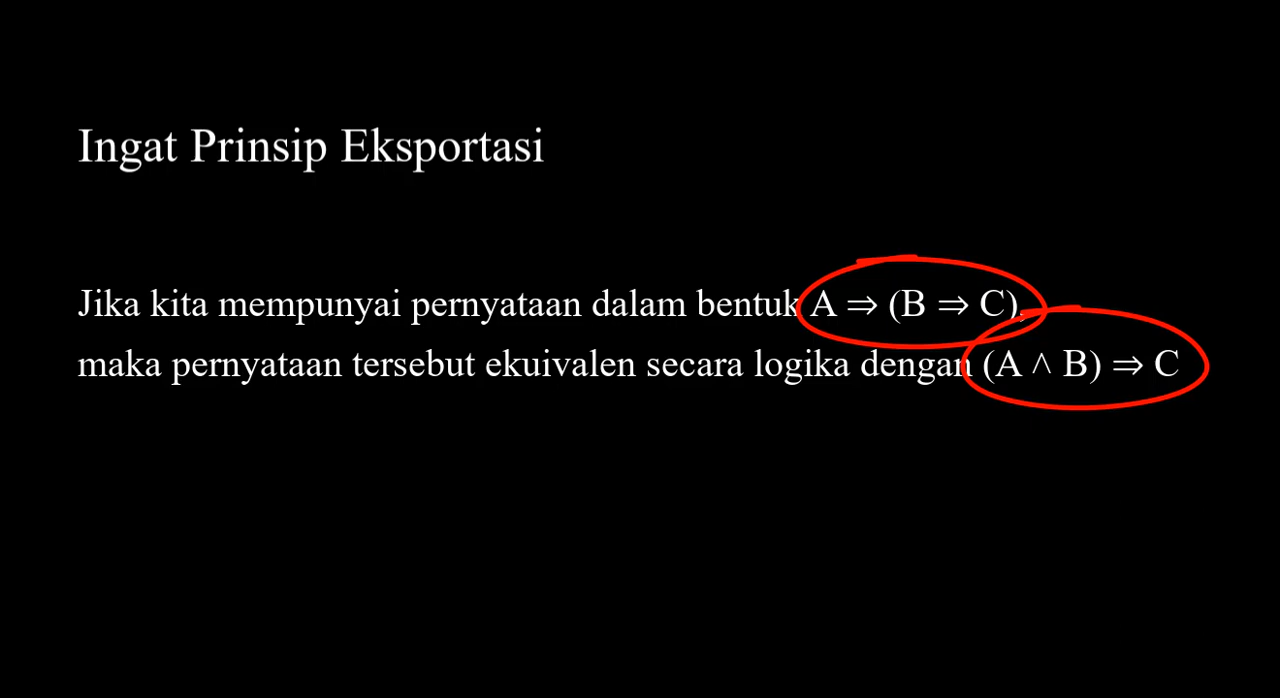 Ingat Prinsip Eksportasi
Jika kita mempunyai pernyataan dalam bentuk A ⇒ (B ⇒ C),
maka pernyataan tersebut ekuivalen secara logika dengan (A ∧ B) ⇒ C